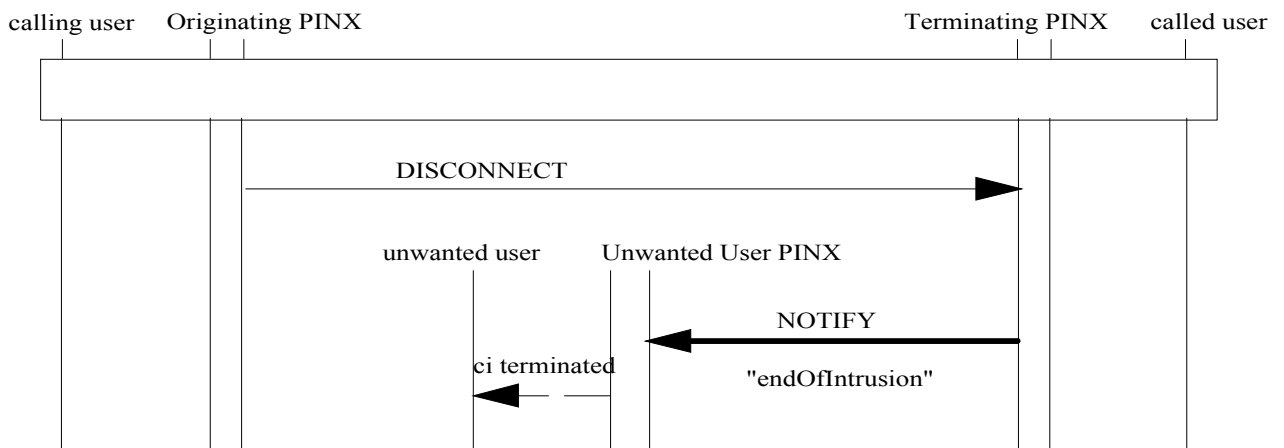 calling user Originating PINX Terminating PINX called user
DISCONNECT
unwanted user Unwanted User PINX
NOTIFY
ci terminated
"endOfIntrusion"